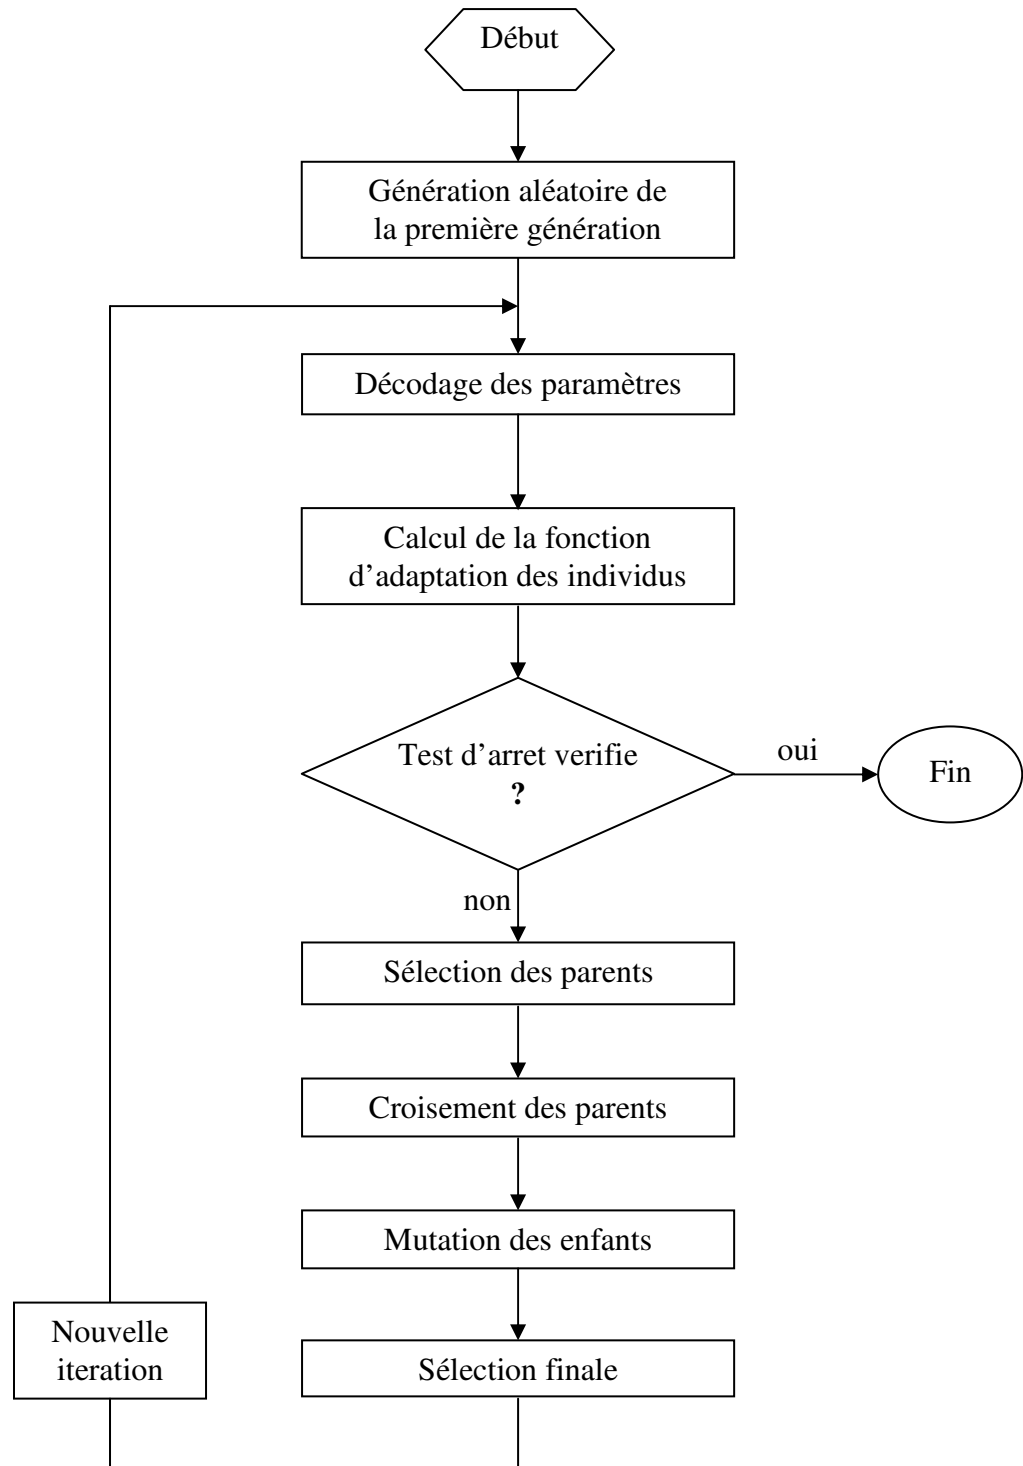 Début
Génération aléatoire de
la première génération
Décodage des paramètres
Calcul de la fonction
d'adaptation des individus
Test d'arret verifie
?
oui
Fin
non
Sélection des parents
Croisement des parents
Mutation des enfants
Nouvelle
iteration
Sélection finale